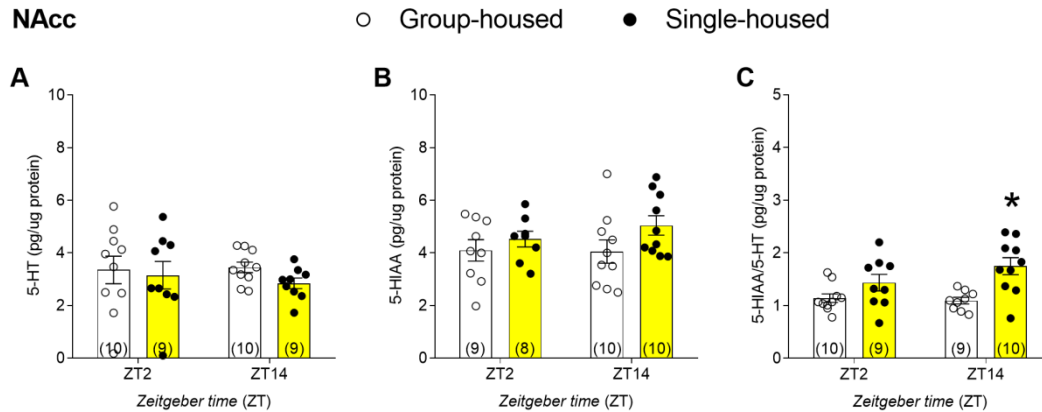 NAcc
Group-housed
Single-housed
A
5-HT (pg/ug protein)
10
8
6
4
2
0
(10)
(9)
(10)
(9)
ZT2
ZT14
Zeitgeber time (ZT)
B
5-HIAA (pg/ug protein)
10
8
6
4
2
0
(9)
(8)
(10)
(10)
ZT2
ZT14
Zeitgeber time (ZT)
C
5-HIAA/5-HT (pg/ug protein)
5
4
3
2
1
0
*
(10)
(9)
(9)
(10)
ZT2
ZT14
Zeitgeber time (ZT)